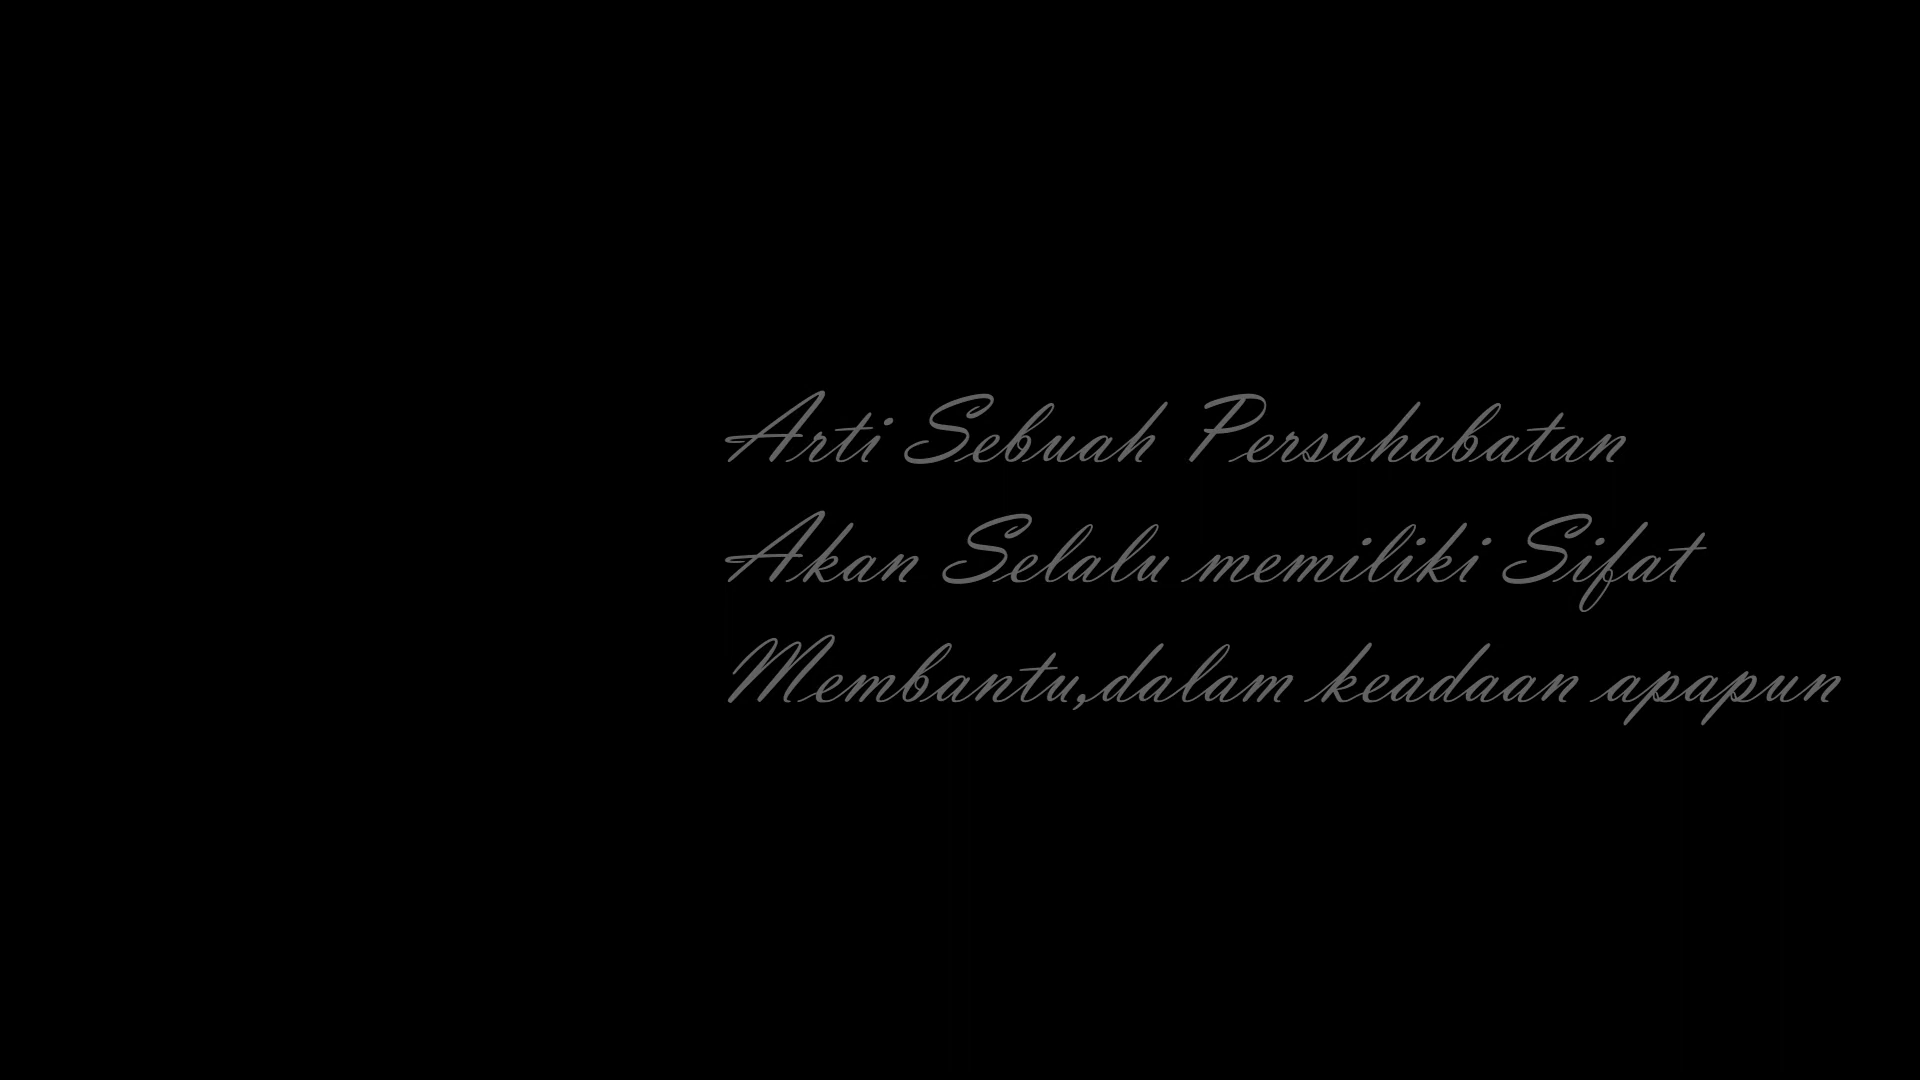 Arti Sebuah Persahabatan
Akan Selalu memiliki Sifat
Membantu,dalam keadaan apapun